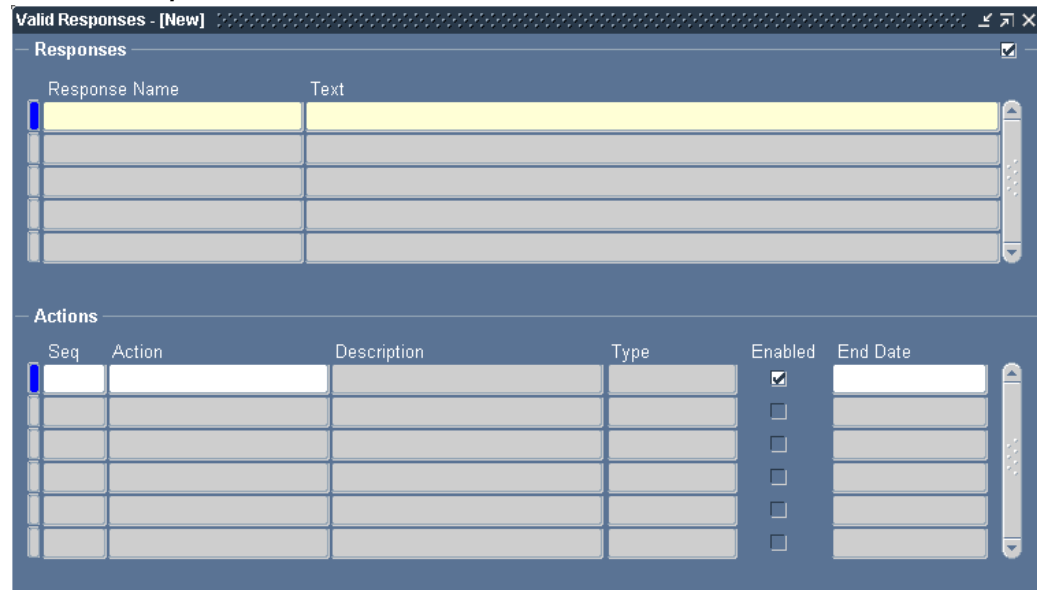 Valid Responses - [New]
Responses
Response Name Text
Actions
Seq Action Description Type Enabled End Date